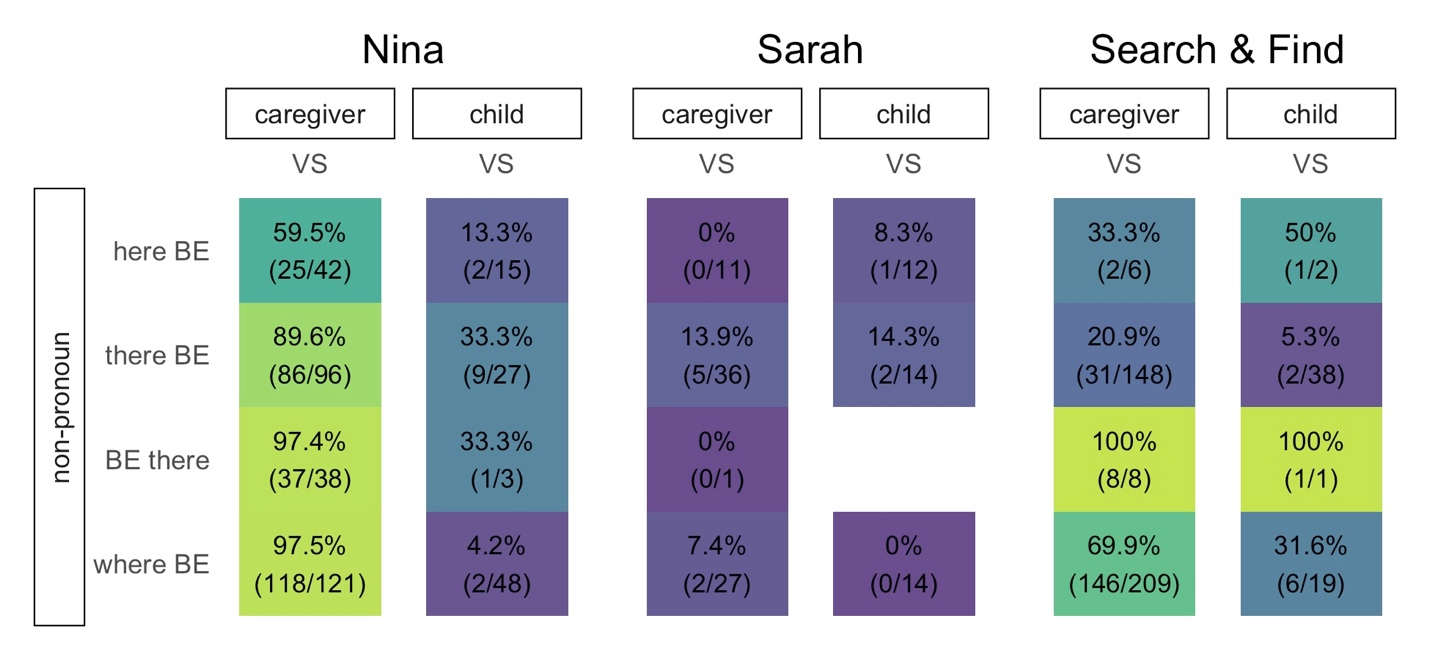 Nina Sarah Search & Find
caregiver child caregiver child caregiver child
VS VS VS VS VS VS
non-pronoun
here BE 59.5% 13.3% 0% 8.3% 33.3% 50%
(25/42) (2/15) (0/11) (1/12) (2/6) (1/2)
there BE 89.6% 33.3% 13.9% 14.3% 20.9% 5.3%
(86/96) (9/27) (5/36) (2/14) (31/148) (2/38)
BE there 97.4% 33.3% 0% 100% 100%
(37/38) (1/3) (0/1) (8/8) (1/1)
where BE 97.5% 4.2% 7.4% 0% 69.9% 31.6%
(118/121) (2/48) (2/27) (0/14) (146/209) (6/19)